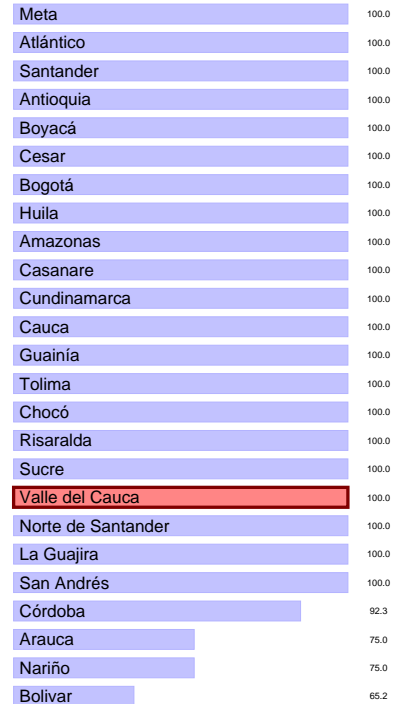 Meta 100.0
Atlántico 100.0
Santander 100.0
Antioquia 100.0
Boyacá 100.0
Cesar 100.0
Bogotá 100.0
Huila 100.0
Amazonas 100.0
Casanare 100.0
Cundinamarca 100.0
Cauca 100.0
Guainía 100.0
Tolima 100.0
Chocó 100.0
Risaralda 100.0
Sucre 100.0
Valle del Cauca 100.0
Norte de Santander 100.0
La Guajira 100.0
San Andrés 100.0
Córdoba 92.3
Arauca 75.0
Nariño 75.0
Bolivar 65.2